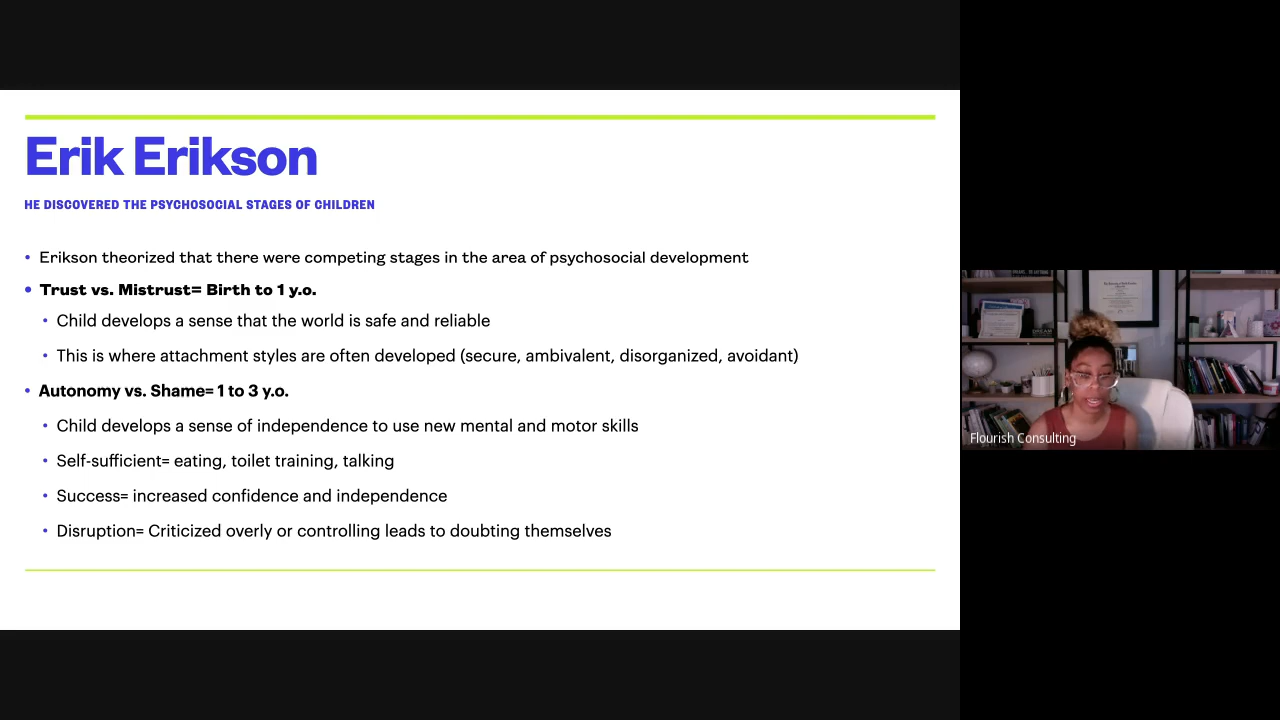 Erik Erikson
HE DISCOVERED THE PSYCHOSOCIAL STAGES OF CHILDREN
• Erikson theorized that there were competing stages in the area of psychosocial development
• Trust vs. Mistrust= Birth to 1 y.o.
• Child develops a sense that the world is safe and reliable
• This is where attachment styles are often developed (secure, ambivalent, disorganized, avoidant)
• Autonomy vs. Shame= 1 to 3 y.o.
• Child develops a sense of independence to use new mental and motor skills
• Self-sufficient= eating, toilet training, talking
• Success= increased confidence and independence
• Disruption= Criticized overly or controlling leads to doubting themselves
Flourish Consulting